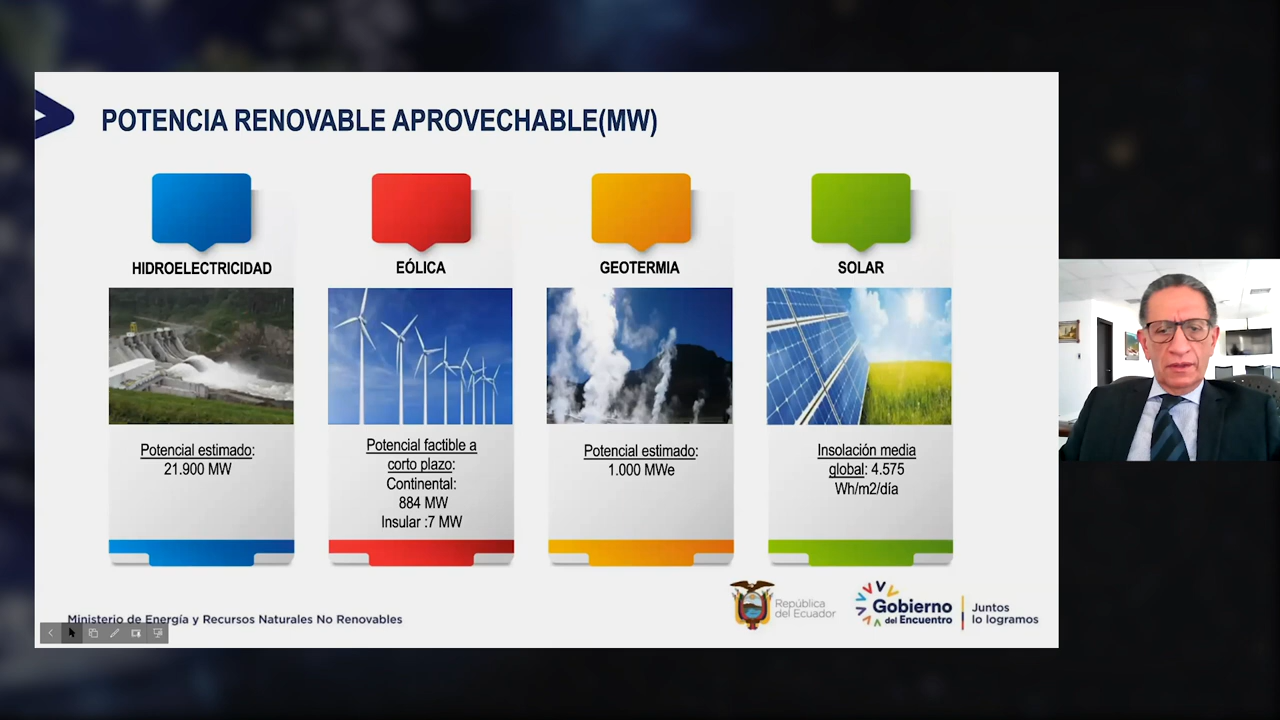 POTENCIA RENOVABLE APROVECHABLE(MW)
HIDROELECTRICIDAD
Potencial estimado:
21.900 MW
EÓLICA
Potencial factible a
corto plazo:
Continental:
884 MW
Insular :7 MW
GEOTERMIA
Potencial estimado:
1.000 MWe
SOLAR
Insolación media
global: 4.575
Wh/m2/día
Ministerio de Energía y Recursos Naturales No Renovables
República
del Ecuador
Gobierno
del Encuentro
Juntos
lo logramos